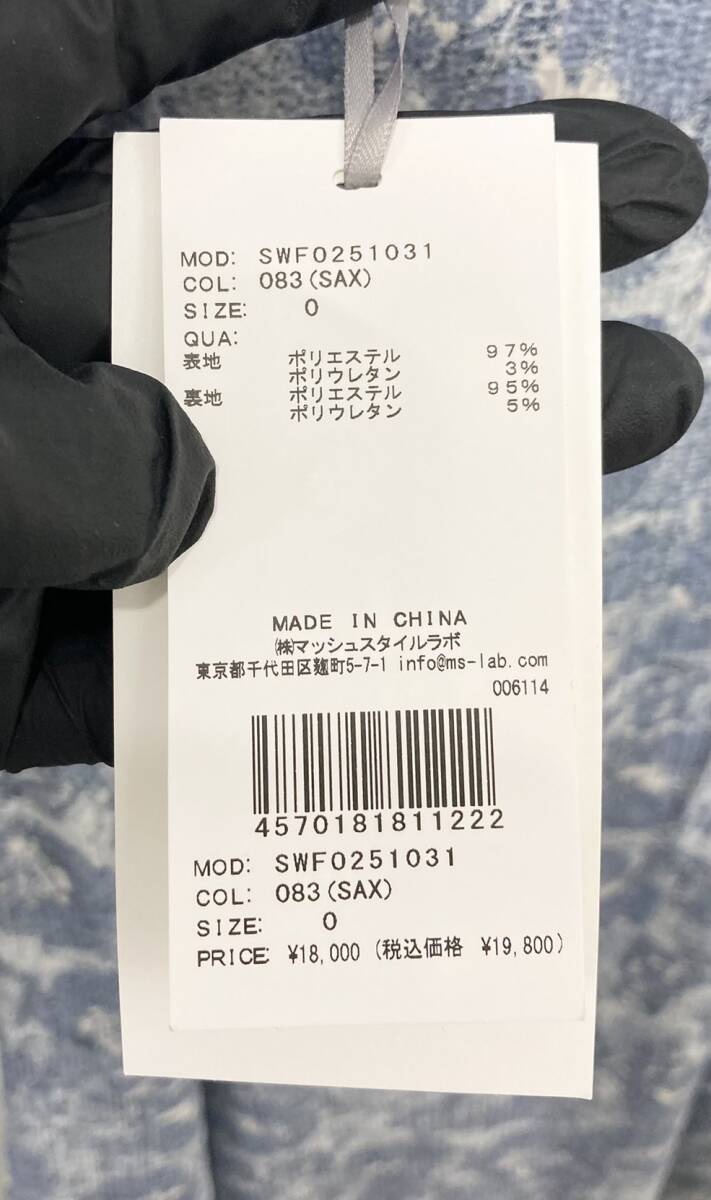 MOD: SWF0251031
COL: 083(SAX)
SIZE: 0
QUA:
表地 ポリエステル 97%
ポリウレタン 3%
裏地 ポリエステル 95%
ポリウレタン 5%
MADE IN CHINA
㈱マッシュスタイルラボ
東京都千代田区麹町5-7-1 info@ms-lab.com
006114
4570181811222
MOD: SWF0251031
COL: 083(SAX)
SIZE: 0
PRICE: ¥18,000 (税込価格 ¥19,800)